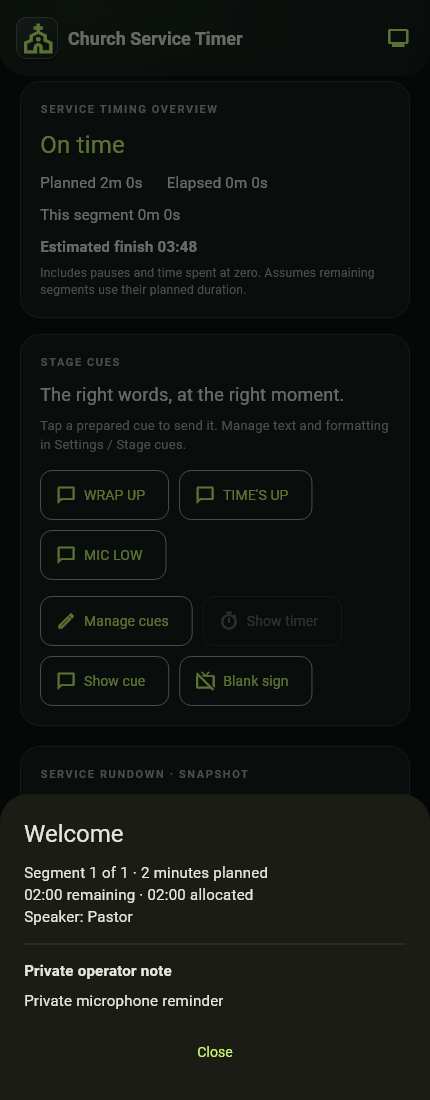 Church Service Timer
SERVICE TIMING OVERVIEW
On time
Planned 2m 0s Elapsed 0m 0s
This segment 0m 0s
Estimated finish 03:48
Includes pauses and time spent at zero. Assumes remaining
segments use their planned duration.
STAGE CUES
The right words, at the right moment.
Tap a prepared cue to send it. Manage text and formatting
in Settings / Stage cues.
WRAP UP TIME'S UP
MIC LOW
Manage cues Show timer
Show cue Blank sign
SERVICE RUNDOWN · SNAPSHOT
Welcome
Segment 1 of 1 · 2 minutes planned
02:00 remaining · 02:00 allocated
Speaker: Pastor
Private operator note
Private microphone reminder
Close